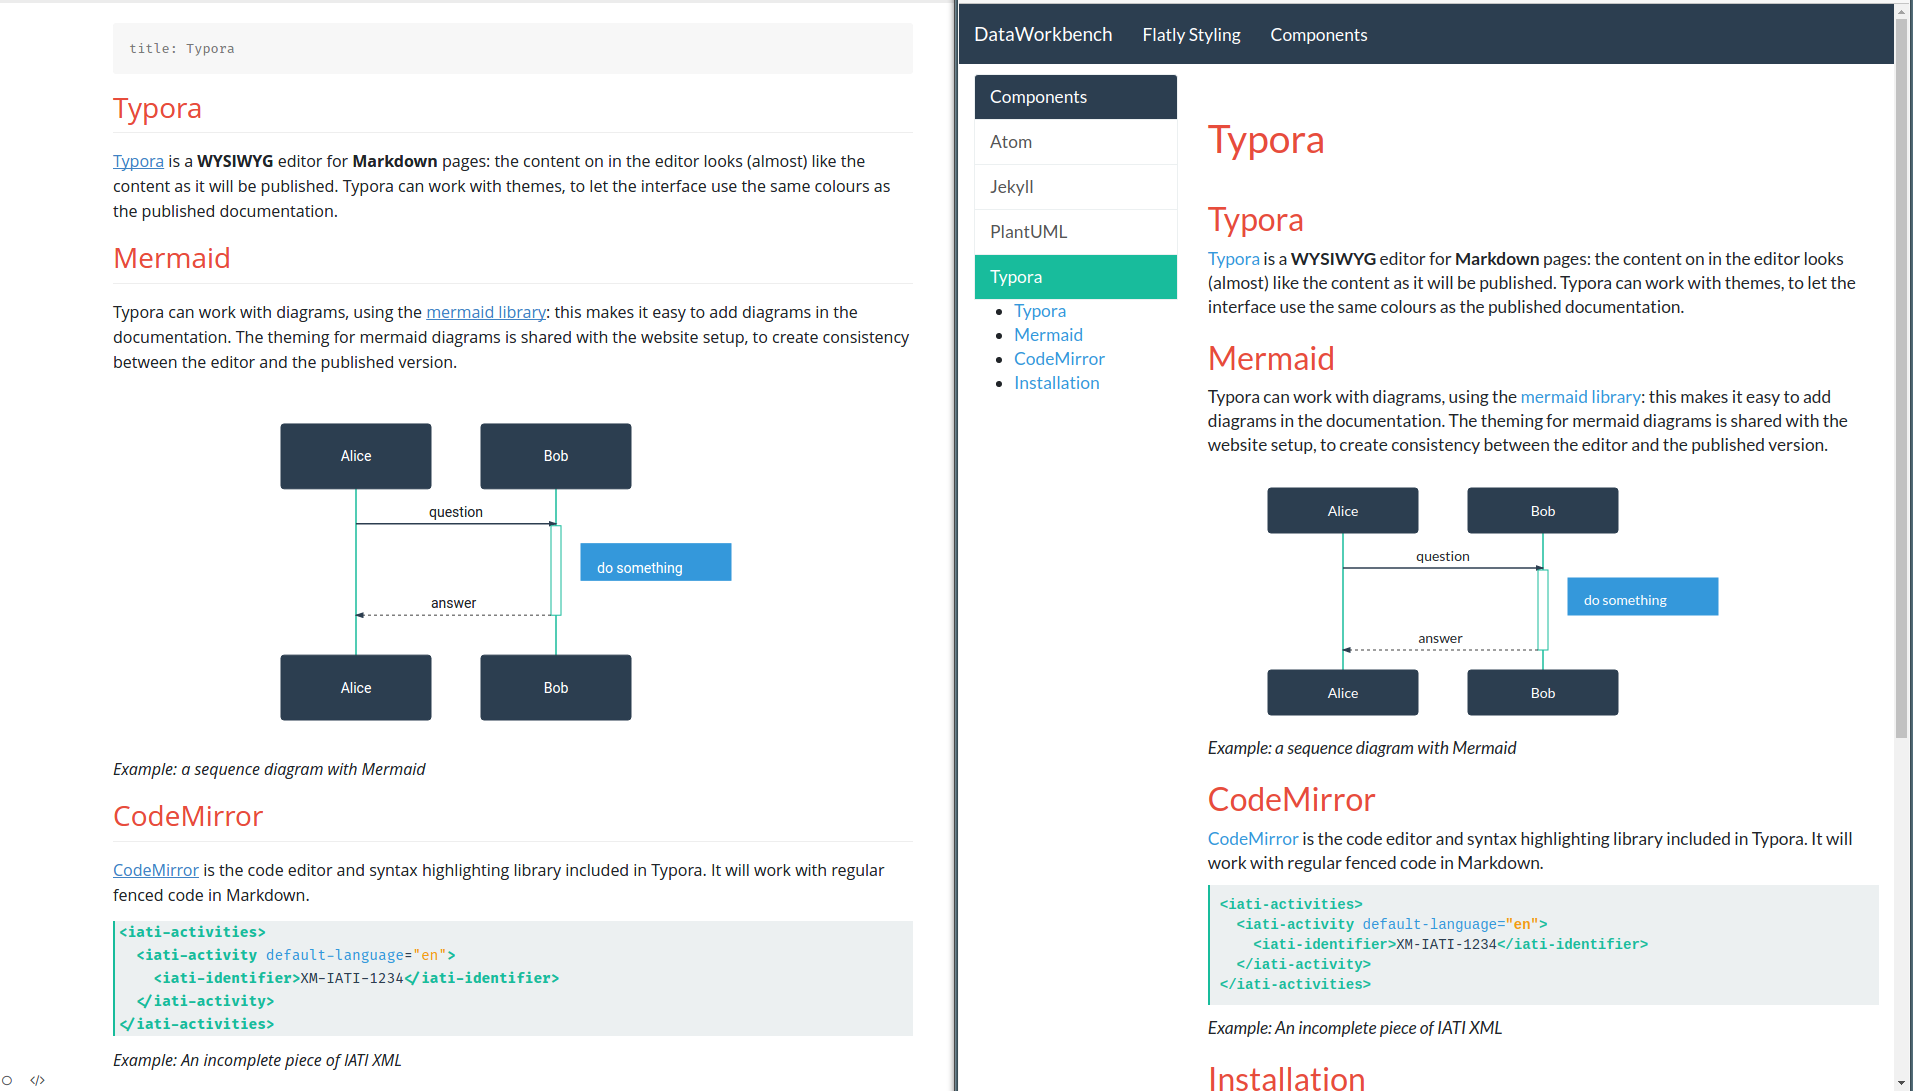 title: Typora
Typora
Typora is a WYSIWYG editor for Markdown pages: the content on in the editor looks (almost) like the
content as it will be published. Typora can work with themes, to let the interface use the same colours as
the published documentation.
Mermaid
Typora can work with diagrams, using the mermaid library: this makes it easy to add diagrams in the
documentation. The theming for mermaid diagrams is shared with the website setup, to create consistency
between the editor and the published version.
Alice
Bob
question
do something
answer
Alice
Bob
Example: a sequence diagram with Mermaid
CodeMirror
CodeMirror is the code editor and syntax highlighting library included in Typora. It will work with regular
fenced code in Markdown.
<iati-activities>
  <iati-activity default-language="en">
    <iati-identifier>XM-IATI-1234</iati-identifier>
  </iati-activity>
</iati-activities>
Example: An incomplete piece of IATI XML
</>
DataWorkbench
Flatly Styling
Components
Components
Atom
Jekyll
PlantUML
Typora
Typora
Mermaid
CodeMirror
Installation
Typora
Typora
Typora is a WYSIWYG editor for Markdown pages: the content on in the editor looks
(almost) like the content as it will be published. Typora can work with themes, to let the
interface use the same colours as the published documentation.
Mermaid
Typora can work with diagrams, using the mermaid library: this makes it easy to add
diagrams in the documentation. The theming for mermaid diagrams is shared with the
website setup, to create consistency between the editor and the published version.
Alice
Bob
question
do something
answer
Alice
Bob
Example: a sequence diagram with Mermaid
CodeMirror
CodeMirror is the code editor and syntax highlighting library included in Typora. It will
work with regular fenced code in Markdown.
<iati-activities>
  <iati-activity default-language="en">
    <iati-identifier>XM-IATI-1234</iati-identifier>
  </iati-activity>
</iati-activities>
Example: An incomplete piece of IATI XML
Installation